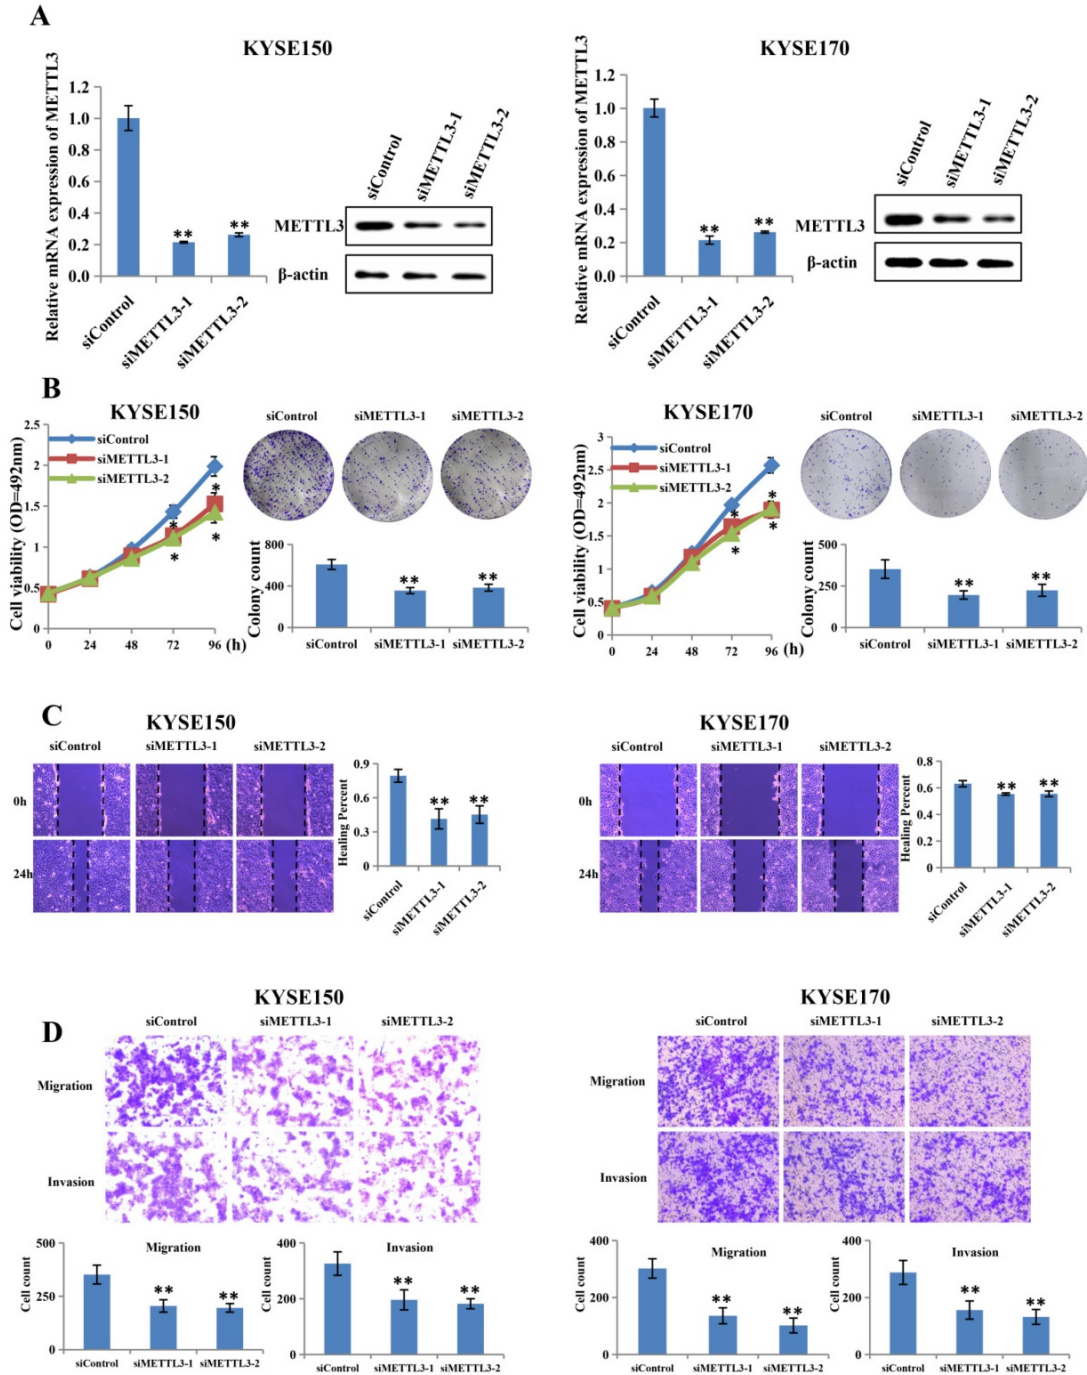 A
KYSE150
Relative mRNA expression of METTL3
1.2
1.0
0.8
0.6
0.4
0.2
0.0
**
**
siControl
siMETTL3-1
siMETTL3-2
siControl
siMETTL3-1
siMETTL3-2
METTL3
β-actin
KYSE170
Relative mRNA expression of METTL3
1.2
1.0
0.8
0.6
0.4
0.2
0.0
**
**
siControl
siMETTL3-1
siMETTL3-2
siControl
siMETTL3-1
siMETTL3-2
METTL3
β-actin
B
KYSE150
Cell viability (OD=492nm)
2.5
2
1.5
1
0.5
0
siControl
siMETTL3-1
siMETTL3-2
*
*
*
*
0 24 48 72 96 (h)
siControl siMETTL3-1 siMETTL3-2
Colony count
800
400
0
**
**
siControl siMETTL3-1 siMETTL3-2
KYSE170
Cell viability (OD=492nm)
3
2.5
2
1.5
1
0.5
0
siControl
siMETTL3-1
siMETTL3-2
*
*
*
*
0 24 48 72 96 (h)
siControl siMETTL3-1 siMETTL3-2
Colony count
500
250
0
**
**
siControl siMETTL3-1 siMETTL3-2
C
KYSE150
siControl siMETTL3-1 siMETTL3-2
0h
24h
Healing Percent
0.9
0.6
0.3
0
**
**
siControl
siMETTL3-1
siMETTL3-2
KYSE170
siControl siMETTL3-1 siMETTL3-2
0h
24h
Healing Percent
0.8
0.6
0.4
0.2
0
**
**
siControl
siMETTL3-1
siMETTL3-2
D
KYSE150
siControl siMETTL3-1 siMETTL3-2
Migration
Invasion
Cell count
500
250
0
Migration
**
**
siControl siMETTL3-1 siMETTL3-2
Cell count
400
200
0
Invasion
**
**
siControl siMETTL3-1 siMETTL3-2
KYSE170
siControl siMETTL3-1 siMETTL3-2
Migration
Invasion
Cell count
400
200
0
Migration
**
**
siControl siMETTL3-1 siMETTL3-2
Cell count
400
200
0
Invasion
**
**
siControl siMETTL3-1 siMETTL3-2